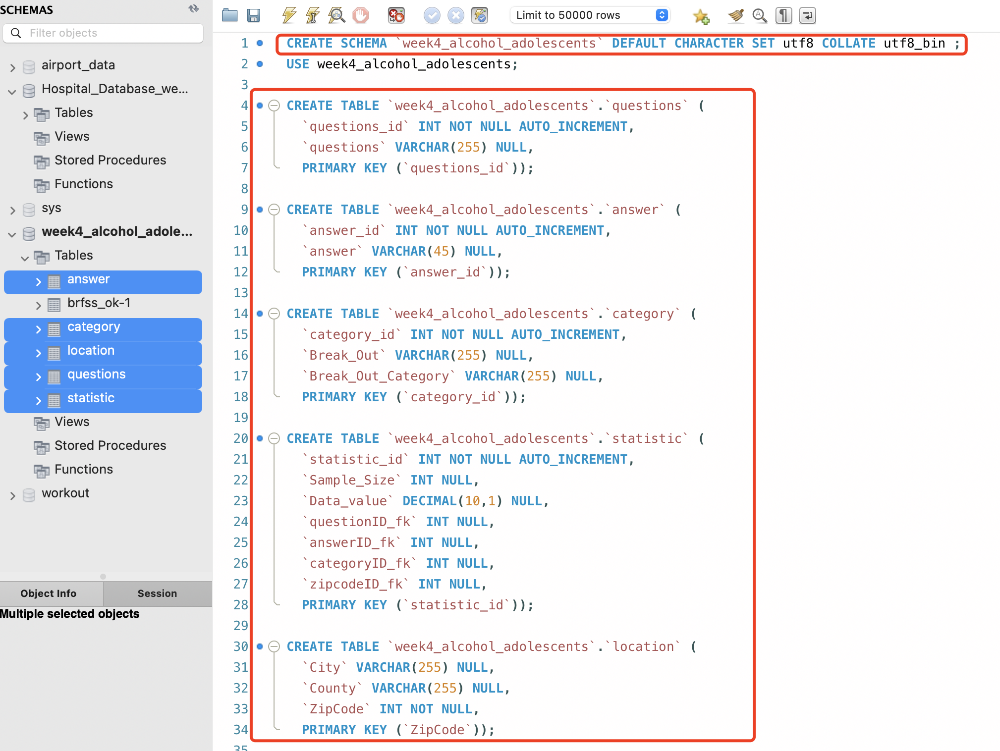 SCHEMAS
Filter objects
airport_data
Hospital_Database_we...
Tables
Views
Stored Procedures
Functions
sys
week4_alcohol_adole...
Tables
answer
brfss_ok-1
category
location
questions
statistic
Views
Stored Procedures
Functions
workout
Object Info
Session
Multiple selected objects
Limit to 50000 rows
1 CREATE SCHEMA `week4_alcohol_adolescents` DEFAULT CHARACTER SET utf8 COLLATE utf8_bin ;
2 USE week4_alcohol_adolescents;
3
4 CREATE TABLE `week4_alcohol_adolescents`.`questions` (
5 `questions_id` INT NOT NULL AUTO_INCREMENT,
6 `questions` VARCHAR(255) NULL,
7 PRIMARY KEY (`questions_id`));
8
9 CREATE TABLE `week4_alcohol_adolescents`.`answer` (
10 `answer_id` INT NOT NULL AUTO_INCREMENT,
11 `answer` VARCHAR(45) NULL,
12 PRIMARY KEY (`answer_id`));
13
14 CREATE TABLE `week4_alcohol_adolescents`.`category` (
15 `category_id` INT NOT NULL AUTO_INCREMENT,
16 `Break_Out` VARCHAR(255) NULL,
17 `Break_Out_Category` VARCHAR(255) NULL,
18 PRIMARY KEY (`category_id`));
19
20 CREATE TABLE `week4_alcohol_adolescents`.`statistic` (
21 `statistic_id` INT NOT NULL AUTO_INCREMENT,
22 `Sample_Size` INT NULL,
23 `Data_value` DECIMAL(10,1) NULL,
24 `questionID_fk` INT NULL,
25 `answerID_fk` INT NULL,
26 `categoryID_fk` INT NULL,
27 `zipcodeID_fk` INT NULL,
28 PRIMARY KEY (`statistic_id`));
29
30 CREATE TABLE `week4_alcohol_adolescents`.`location` (
31 `City` VARCHAR(255) NULL,
32 `County` VARCHAR(255) NULL,
33 `ZipCode` INT NOT NULL,
34 PRIMARY KEY (`ZipCode`));
35